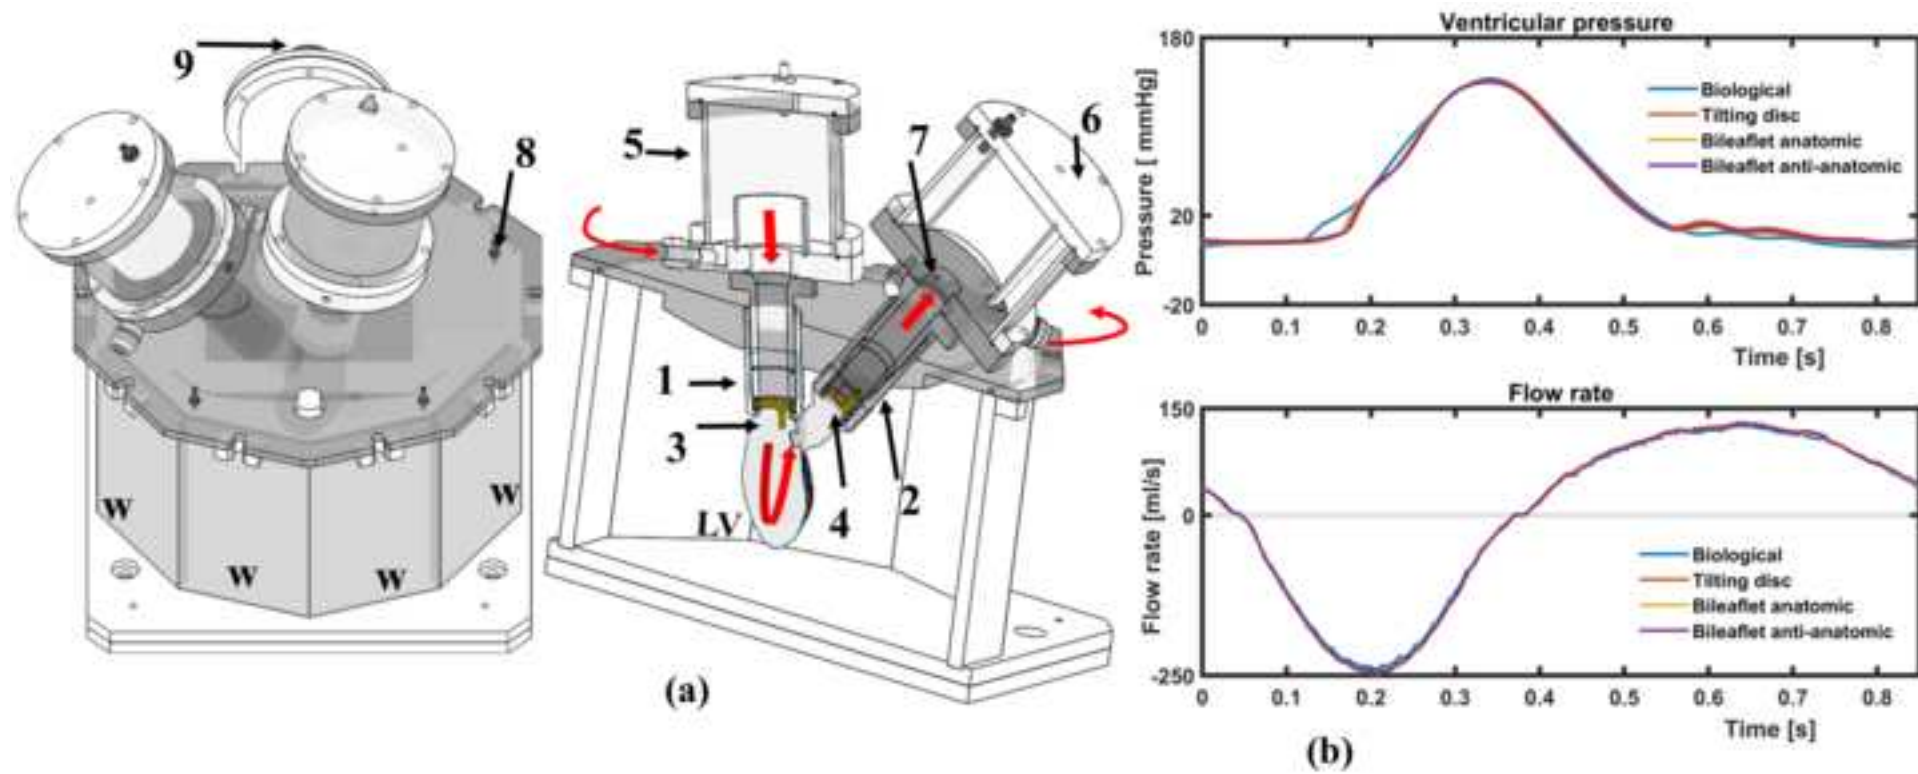 9
8
W
W
W
W
5
7
6
1
3
4
2
LV
(a)
Ventricular pressure
Pressure [ mmHg]
180
20
-20
Biological
Tilting disc
Bileaflet anatomic
Bileaflet anti-anatomic
0 0.1 0.2 0.3 0.4 0.5 0.6 0.7 0.8
Time [s]
Flow rate
Flow rate [ml/s]
150
0
-250
Biological
Tilting disc
Bileaflet anatomic
Bileaflet anti-anatomic
0 0.1 0.2 0.3 0.4 0.5 0.6 0.7 0.8
Time [s]
(b)